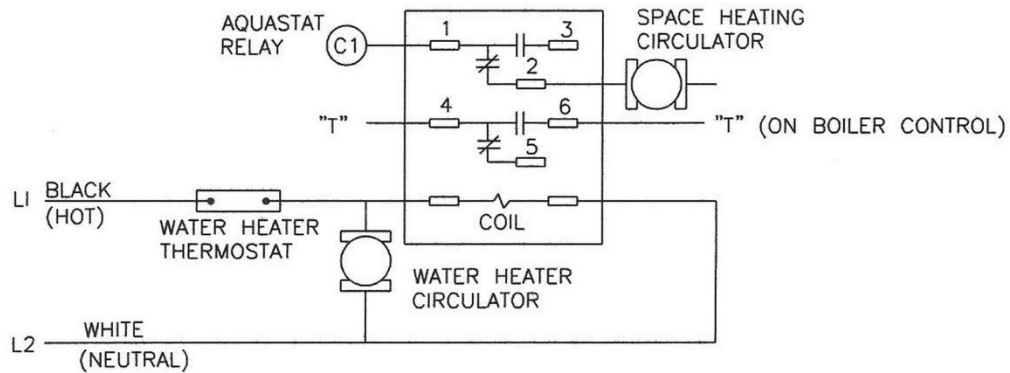 AQUASTAT
RELAY
C1
1
3
2
SPACE HEATING
CIRCULATOR
"T"
4
6
5
"T" (ON BOILER CONTROL)
L1
BLACK
(HOT)
WATER HEATER
THERMOSTAT
COIL
WATER HEATER
CIRCULATOR
L2
WHITE
(NEUTRAL)